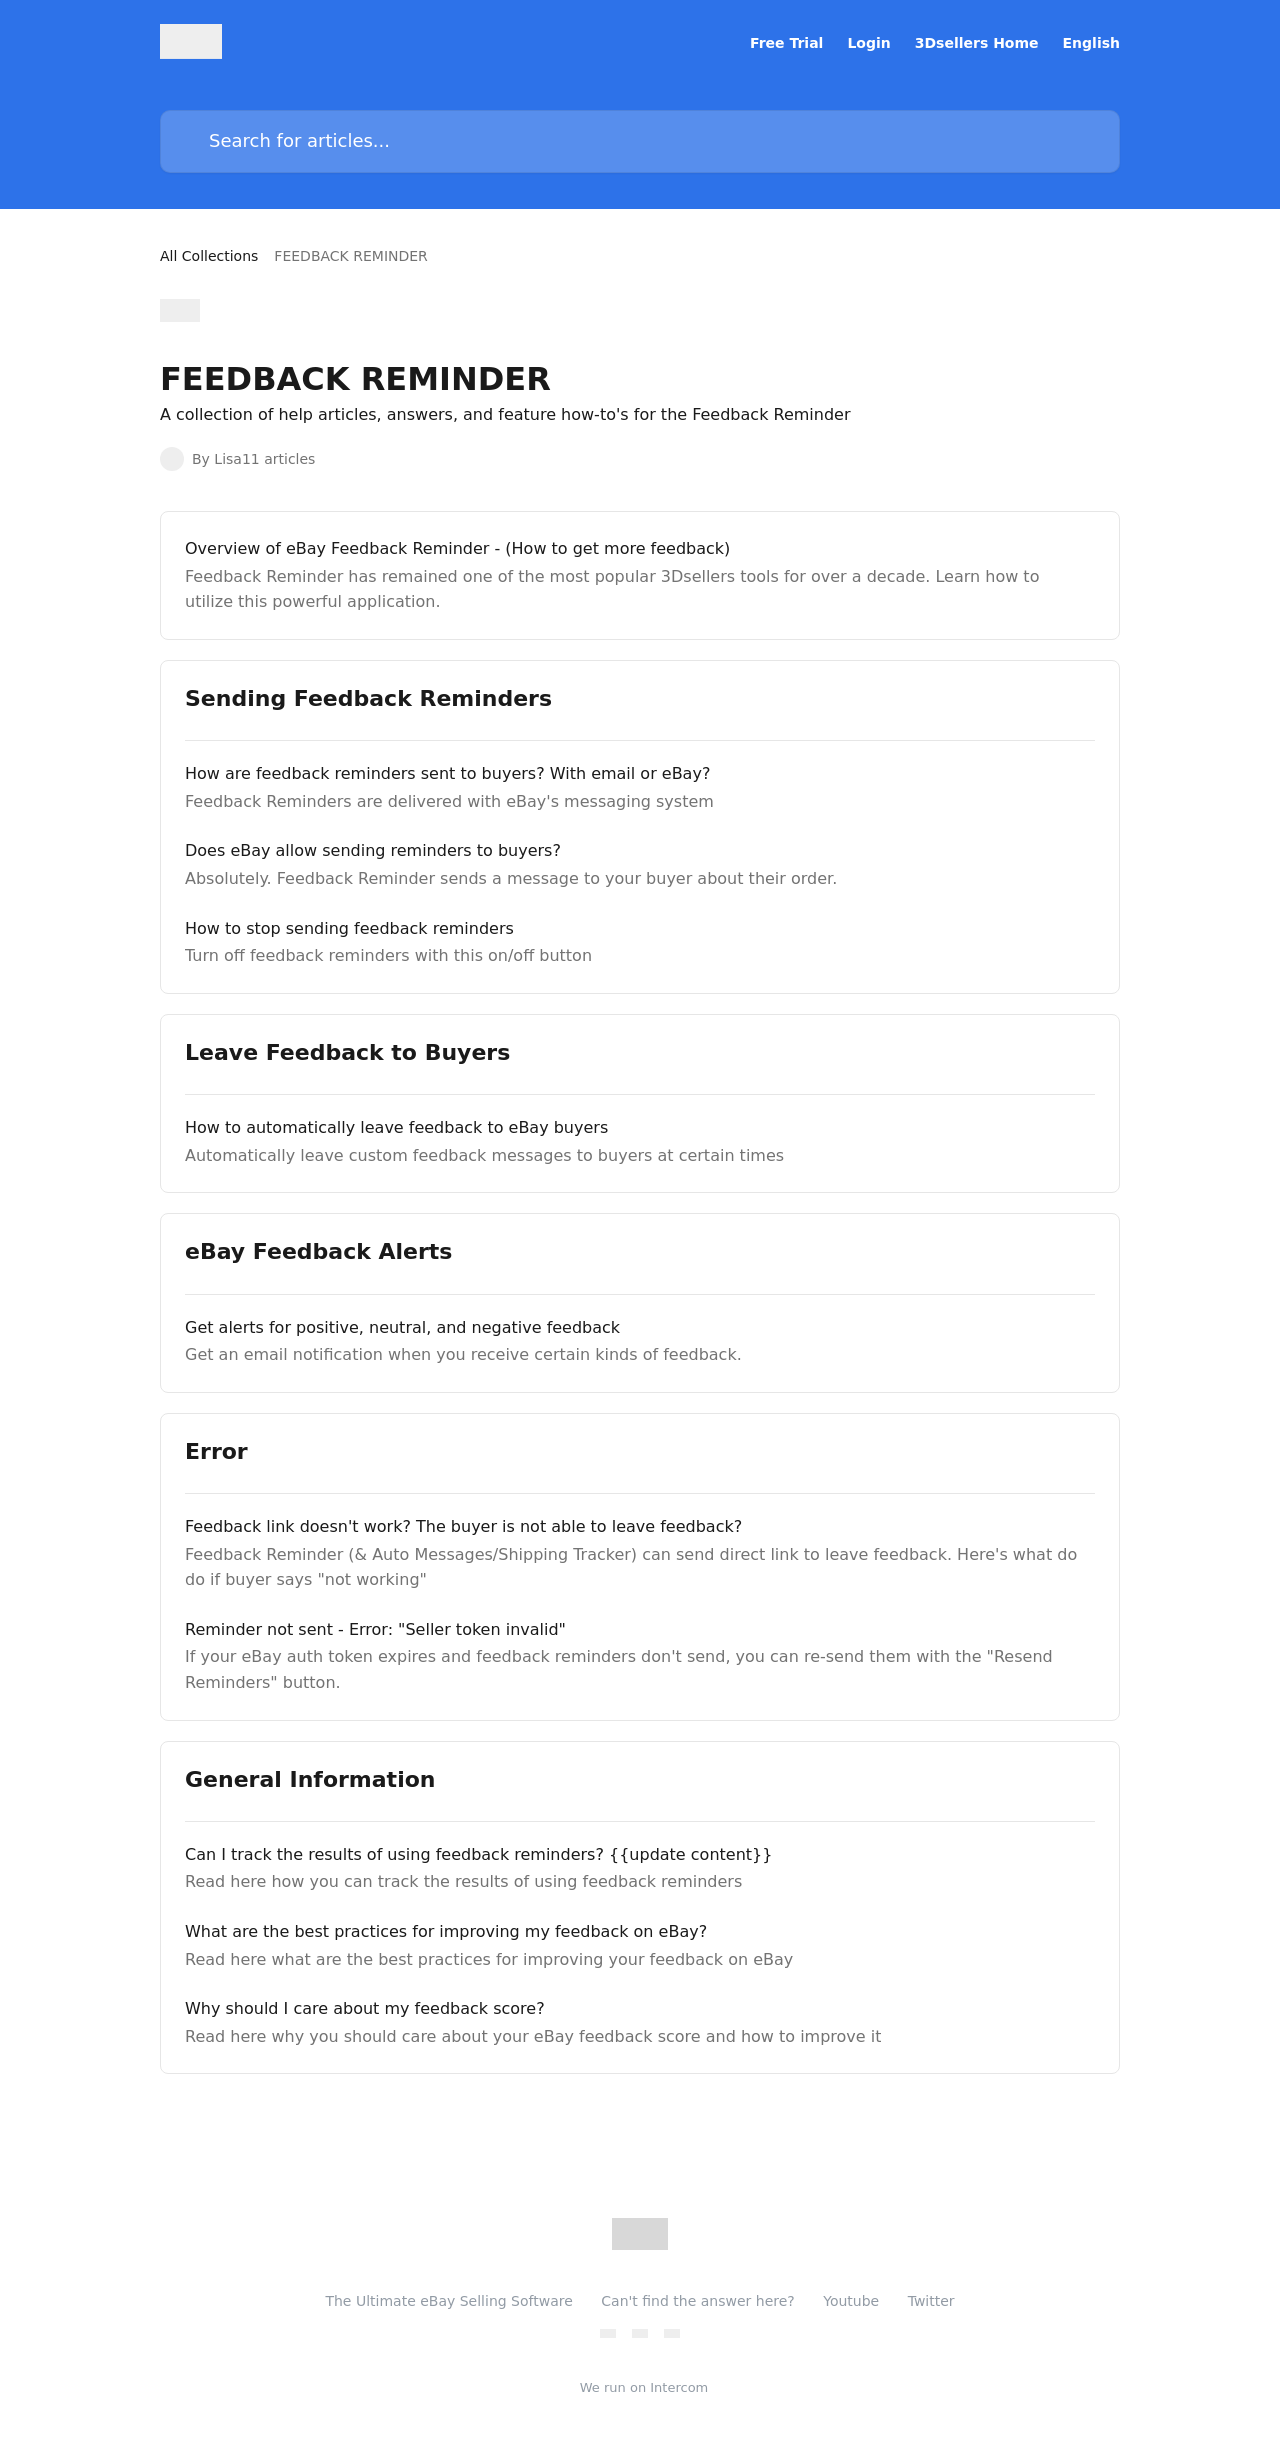 Free Trial Login 3Dsellers Home English
Search for articles...
All Collections FEEDBACK REMINDER
FEEDBACK REMINDER
A collection of help articles, answers, and feature how-to's for the Feedback Reminder
By Lisa11 articles
Overview of eBay Feedback Reminder - (How to get more feedback)
Feedback Reminder has remained one of the most popular 3Dsellers tools for over a decade. Learn how to
utilize this powerful application.
Sending Feedback Reminders
How are feedback reminders sent to buyers? With email or eBay?
Feedback Reminders are delivered with eBay's messaging system
Does eBay allow sending reminders to buyers?
Absolutely. Feedback Reminder sends a message to your buyer about their order.
How to stop sending feedback reminders
Turn off feedback reminders with this on/off button
Leave Feedback to Buyers
How to automatically leave feedback to eBay buyers
Automatically leave custom feedback messages to buyers at certain times
eBay Feedback Alerts
Get alerts for positive, neutral, and negative feedback
Get an email notification when you receive certain kinds of feedback.
Error
Feedback link doesn't work? The buyer is not able to leave feedback?
Feedback Reminder (& Auto Messages/Shipping Tracker) can send direct link to leave feedback. Here's what do
do if buyer says "not working"
Reminder not sent - Error: "Seller token invalid"
If your eBay auth token expires and feedback reminders don't send, you can re-send them with the "Resend
Reminders" button.
General Information
Can I track the results of using feedback reminders? {{update content}}
Read here how you can track the results of using feedback reminders
What are the best practices for improving my feedback on eBay?
Read here what are the best practices for improving your feedback on eBay
Why should I care about my feedback score?
Read here why you should care about your eBay feedback score and how to improve it
The Ultimate eBay Selling Software Can't find the answer here? Youtube Twitter
We run on Intercom